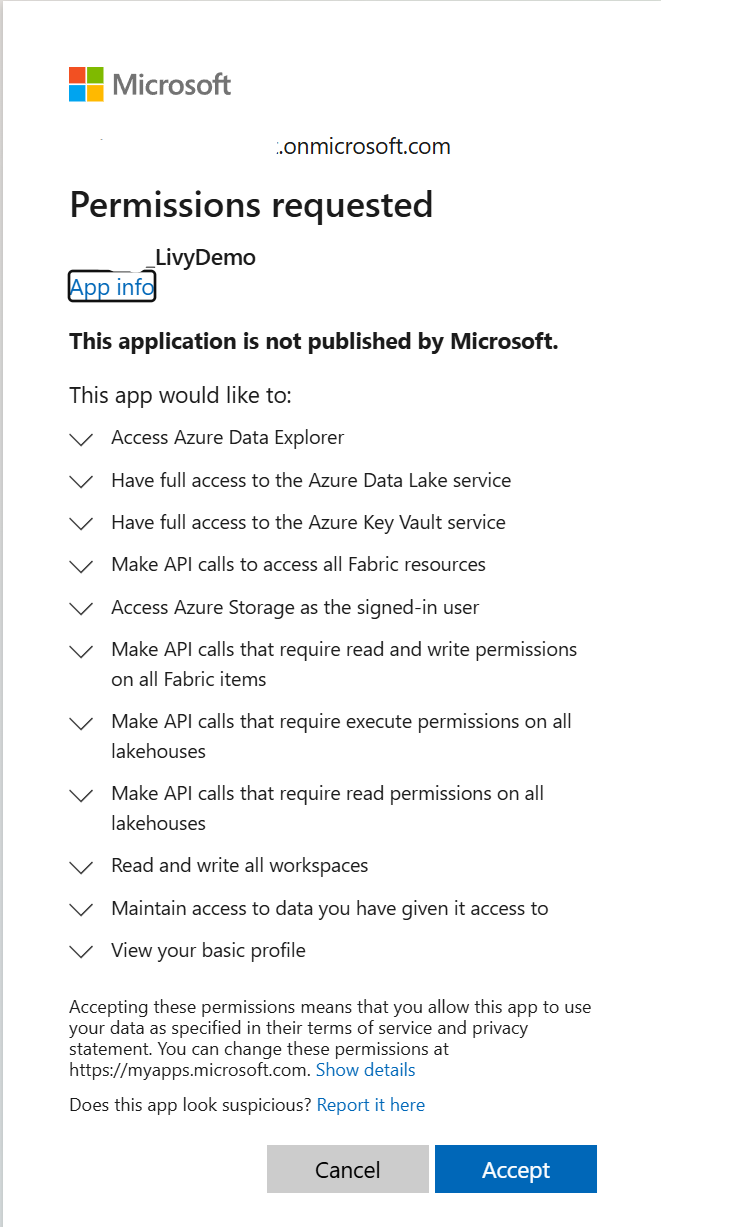 Microsoft
.onmicrosoft.com
Permissions requested
_LivyDemo
App info
This application is not published by Microsoft.
This app would like to:
Access Azure Data Explorer
Have full access to the Azure Data Lake service
Have full access to the Azure Key Vault service
Make API calls to access all Fabric resources
Access Azure Storage as the signed-in user
Make API calls that require read and write permissions
on all Fabric items
Make API calls that require execute permissions on all
lakehouses
Make API calls that require read permissions on all
lakehouses
Read and write all workspaces
Maintain access to data you have given it access to
View your basic profile
Accepting these permissions means that you allow this app to use
your data as specified in their terms of service and privacy
statement. You can change these permissions at
https://myapps.microsoft.com. Show details
Does this app look suspicious? Report it here
Cancel Accept